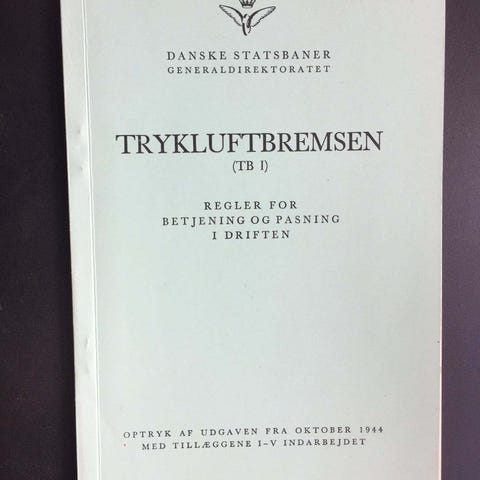 DANSKE STATSBANER
GENERALDIREKTORATET
TRYKLUFTBREMSEN
(TB I)
REGLER FOR
BETJENING OG PASNING
I DRIFTEN
OPTRYK AF UDGAVEN FRA OKTOBER 1944
MED TILLÆGGENE I-V INDARBEJDET